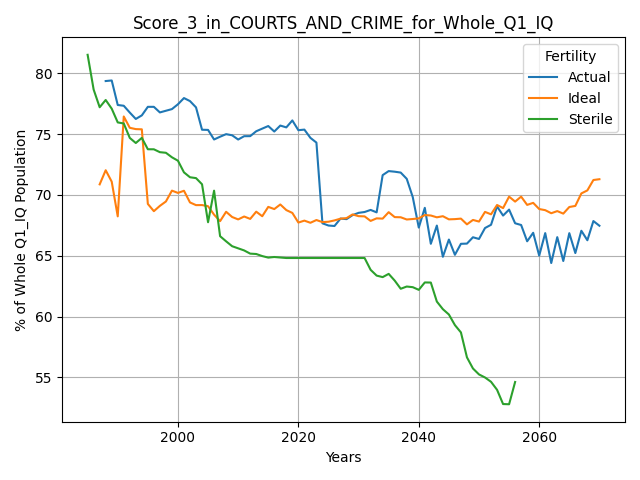 Score_3_in_COURTS_AND_CRIME_for_Whole_Q1_IQ
% of Whole Q1_IQ Population
80
75
70
65
60
55
Fertility
Actual
Ideal
Sterile
2000 2020 2040 2060
Years